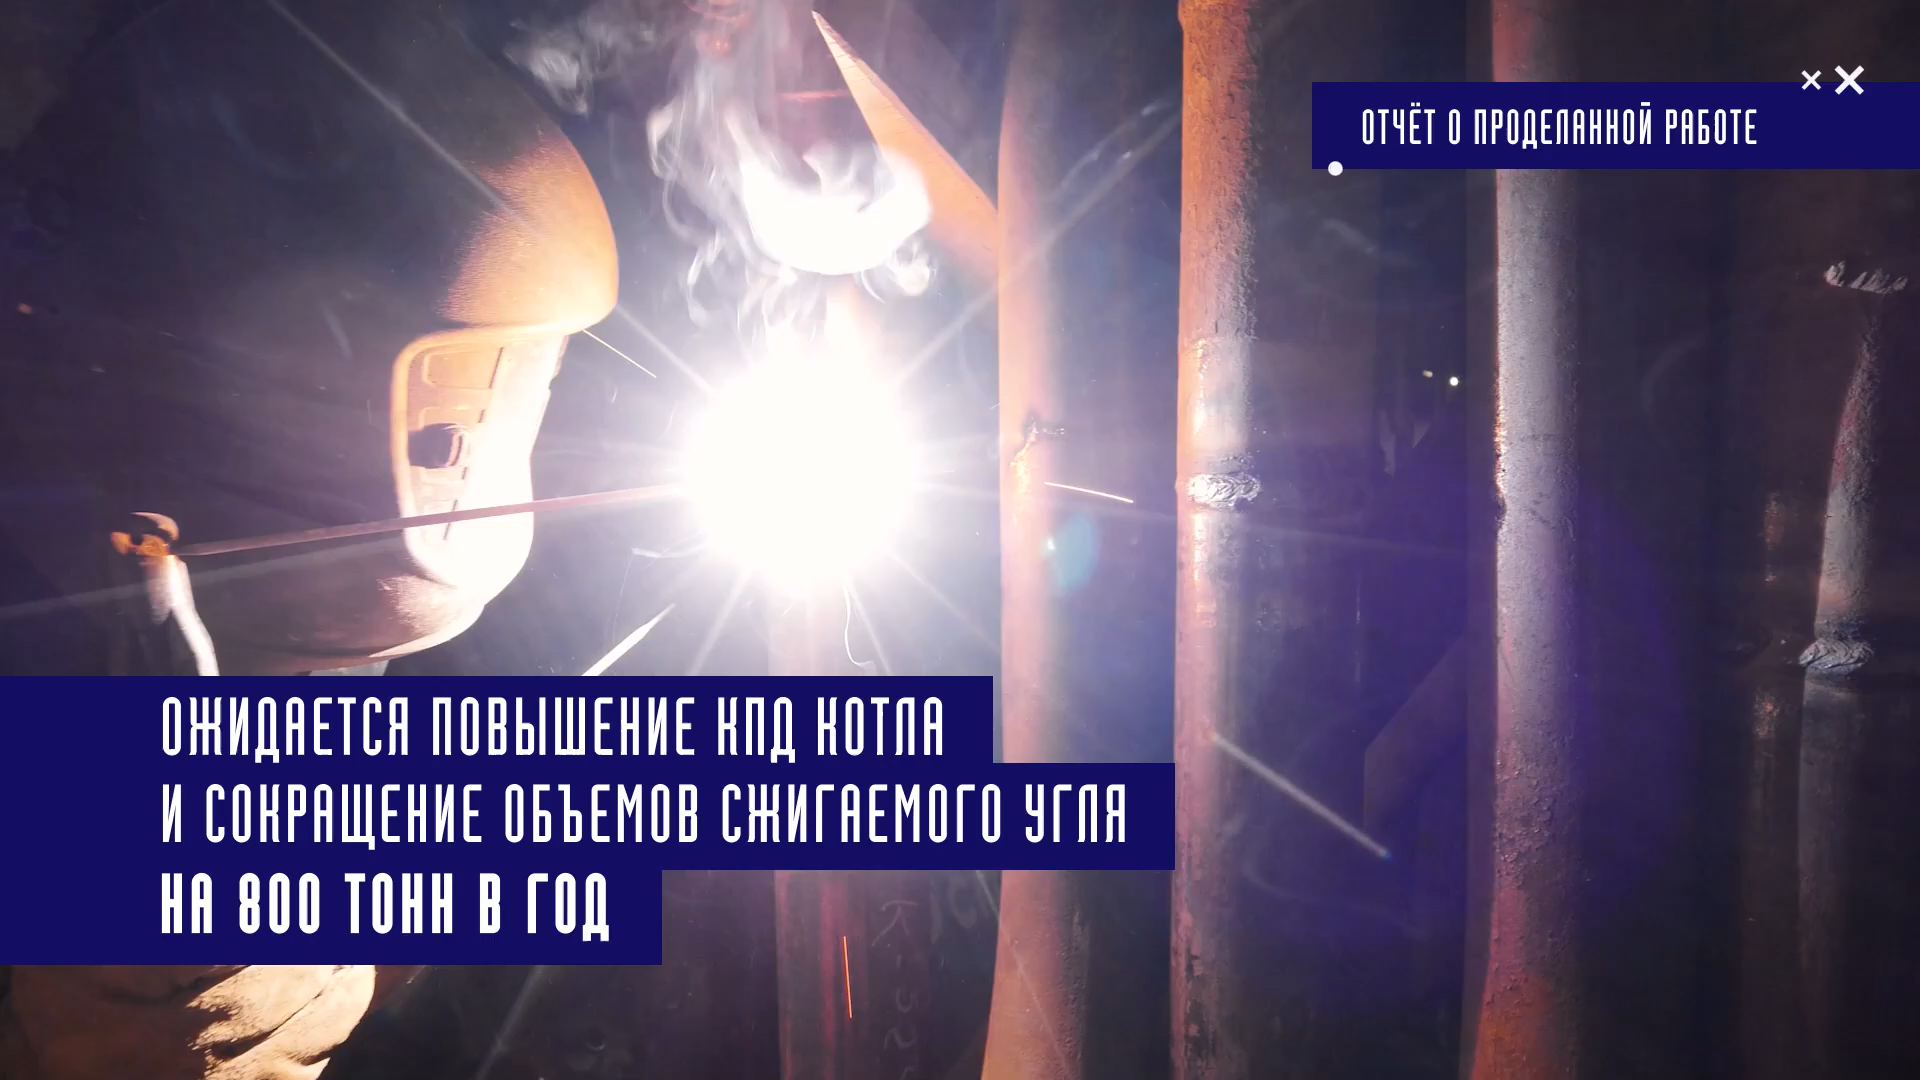 ОТЧЁТ О ПРОДЕЛАННОЙ РАБОТЕ
ОЖИДАЕТСЯ ПОВЫШЕНИЕ КПД КОТЛА
И СОКРАЩЕНИЕ ОБЪЕМОВ СЖИГАЕМОГО УГЛЯ
НА 800 ТОНН В ГОД